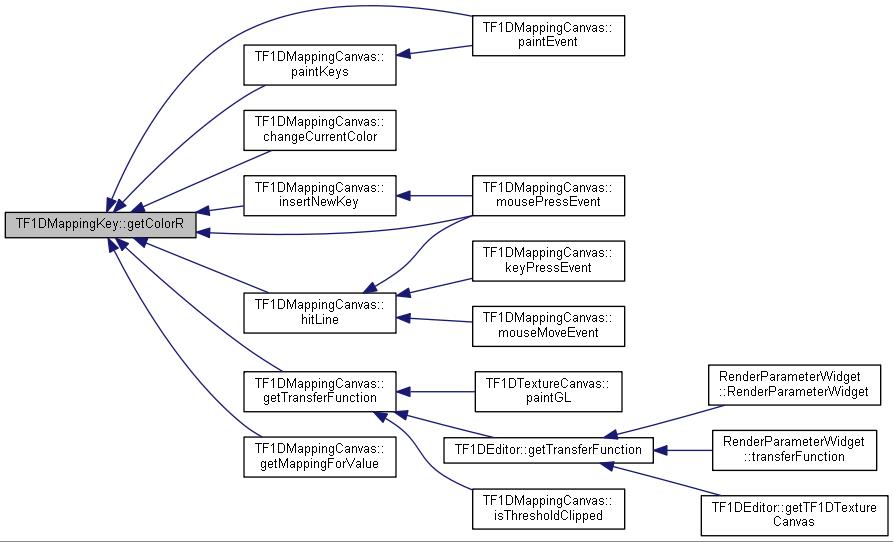 TF1DMappingCanvas::
paintEvent
TF1DMappingCanvas::
paintKeys
TF1DMappingCanvas::
changeCurrentColor
TF1DMappingCanvas::
insertNewKey
TF1DMappingCanvas::
mousePressEvent
TF1DMappingKey::getColorR
TF1DMappingCanvas::
keyPressEvent
TF1DMappingCanvas::
hitLine
TF1DMappingCanvas::
mouseMoveEvent
TF1DMappingCanvas::
getTransferFunction
TF1DTextureCanvas::
paintGL
RenderParameterWidget
::RenderParameterWidget
TF1DMappingCanvas::
getMappingForValue
TF1DEditor::getTransferFunction
RenderParameterWidget
::transferFunction
TF1DMappingCanvas::
isThresholdClipped
TF1DEditor::getTF1DTexture
Canvas